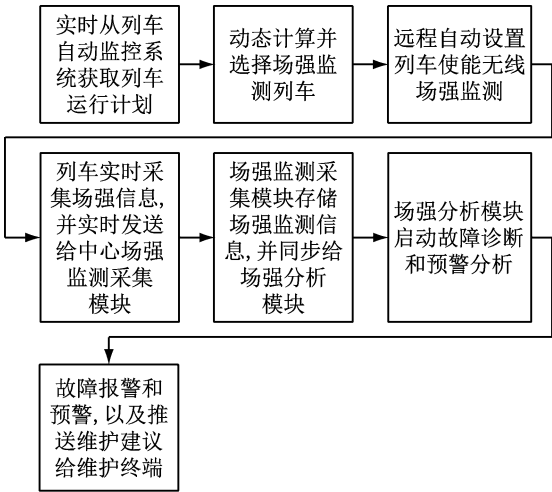 实时从列车
自动监控系
统获取列车
运行计划
动态计算并
选择场强监
测列车
远程自动设置
列车使能无线
场强监测
列车实时采
集场强信息,
并实时发送
给中心场强
监测采集
模块
场强监测采
集模块存储
场强监测信
息,并同步给
场强分析
模块
场强分析模块
启动故障诊断
和预警分析
故障报警和
预警,以及推
送维护建议
给维护终端